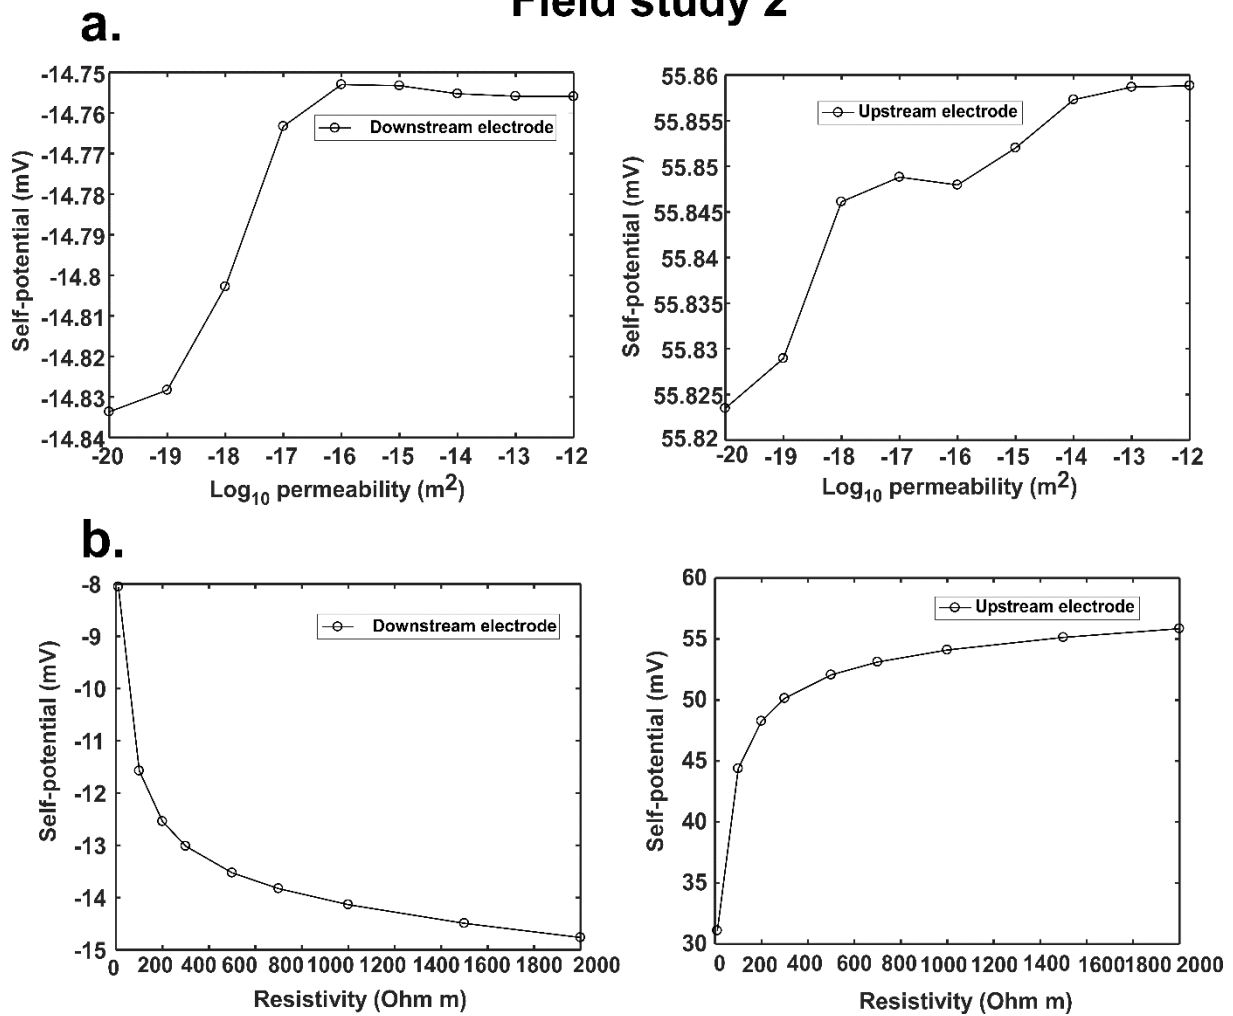 Field study 2
a.
-14.75
-14.76
-14.77
-14.78
-14.79
-14.8
-14.81
-14.82
-14.83
-14.84
Self-potential (mV)
Downstream electrode
-20 -19 -18 -17 -16 -15 -14 -13 -12
Log10 permeability (m2)
55.86
55.855
55.85
55.845
55.84
55.835
55.83
55.825
55.82
Self-potential (mV)
Upstream electrode
-20 -19 -18 -17 -16 -15 -14 -13 -12
Log10 permeability (m2)
b.
-8
-9
-10
-11
-12
-13
-14
-15
Self-potential (mV)
Downstream electrode
0 200 400 600 800 1000 1200 1400 1600 1800 2000
Resistivity (Ohm m)
60
55
50
45
40
35
30
Self-potential (mV)
Upstream electrode
0 200 400 600 800 1000 1200 1400 1600 1800 2000
Resistivity (Ohm m)